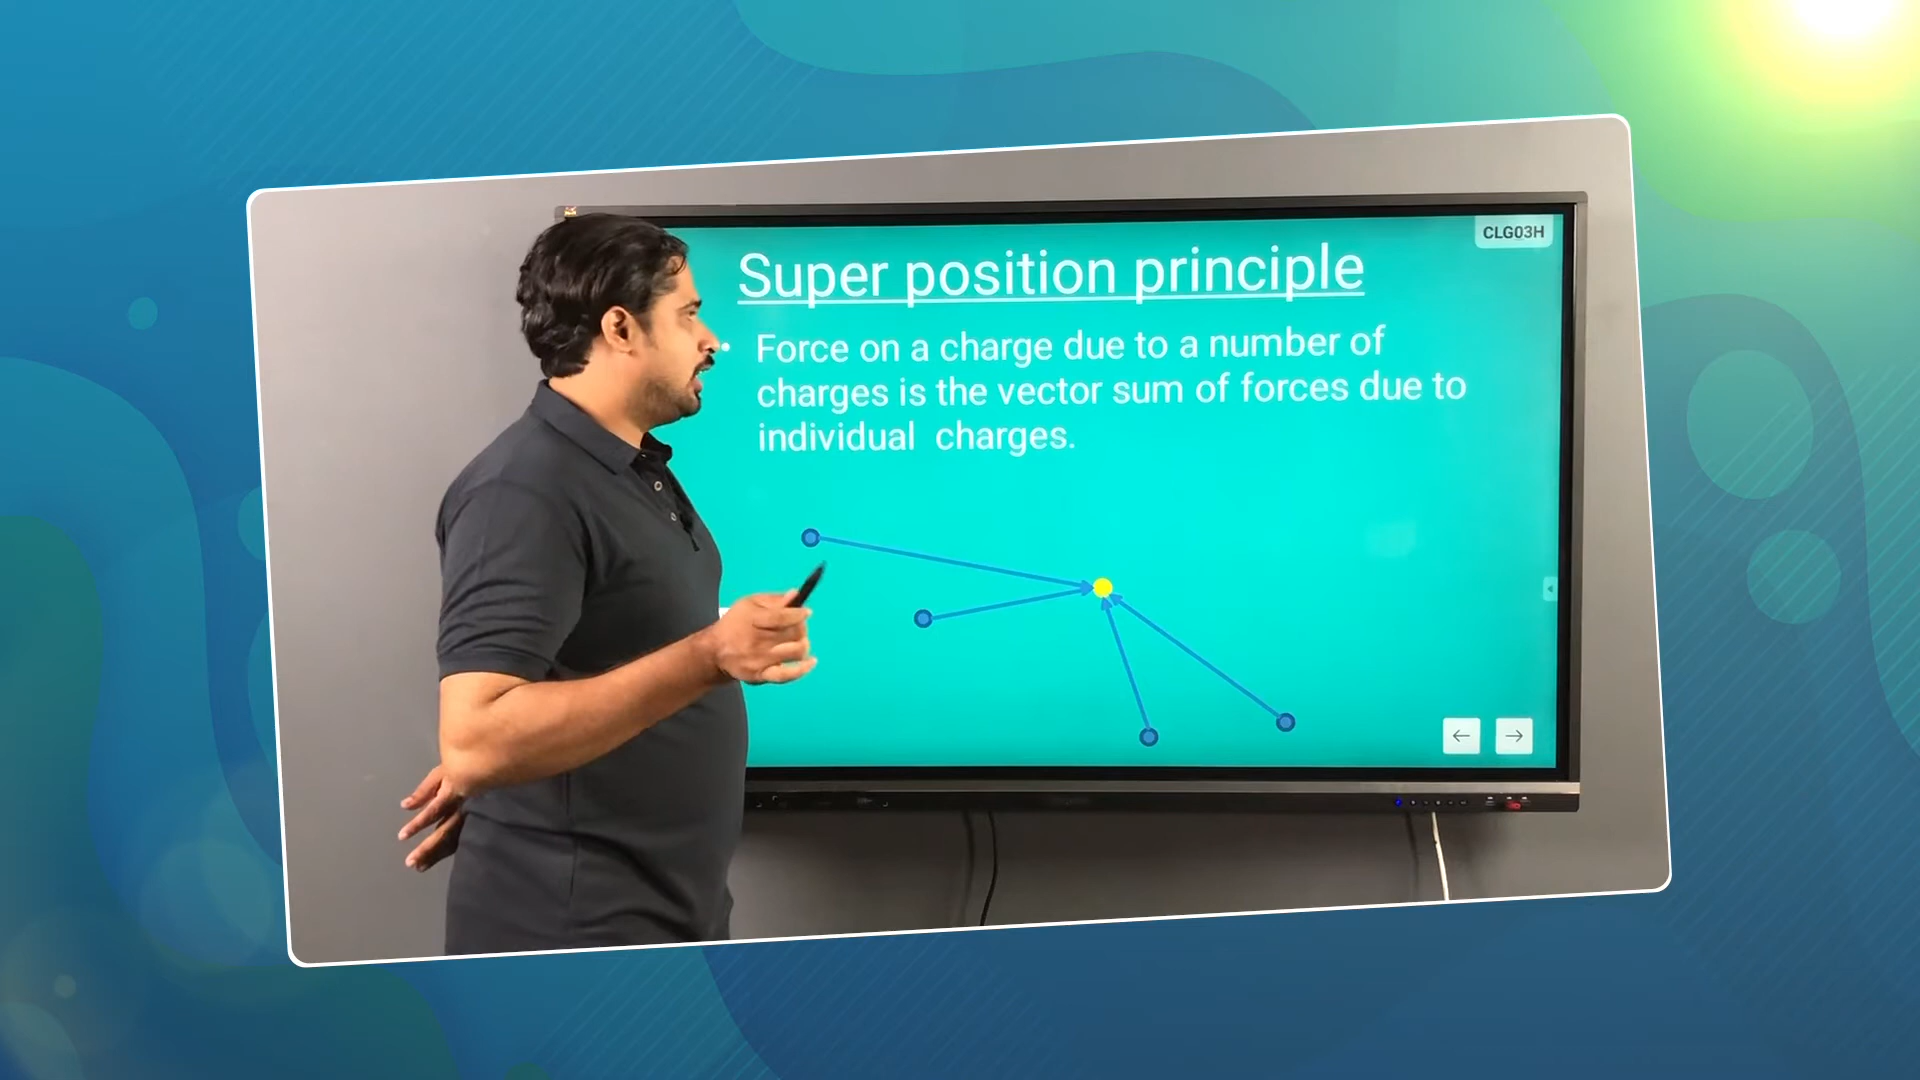 CLG03H
Super position principle
• Force on a charge due to a number of
charges is the vector sum of forces due to
individual charges.